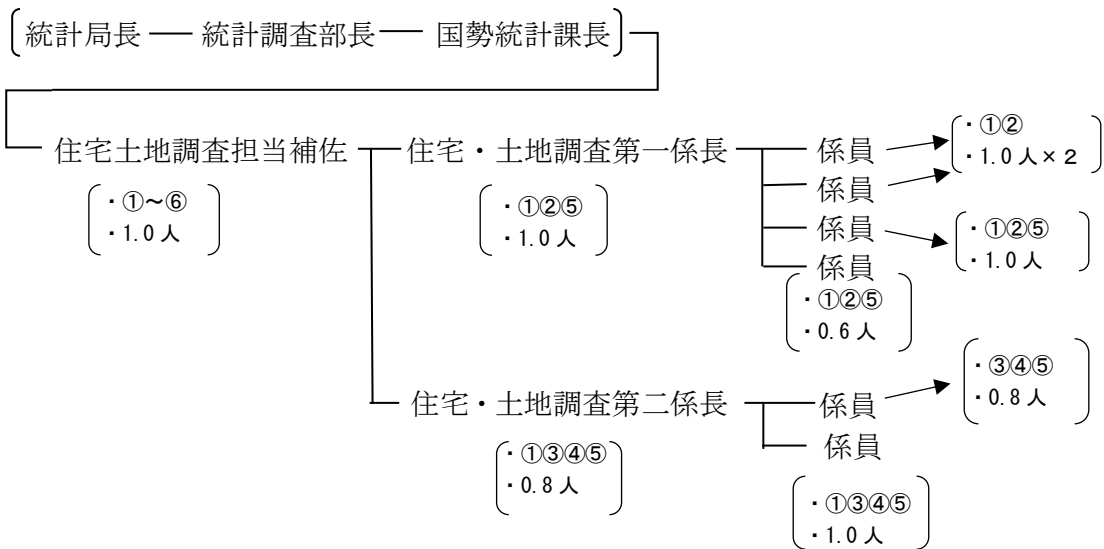 統計局長 ― 統計調査部長 ― 国勢統計課長
住宅土地調査担当補佐
・①～⑥
・1.0人
住宅・土地調査第一係長
・①②⑤
・1.0人
係員
・①②
・1.0人×2
係員
係員
・①②⑤
・1.0人
係員
・①②⑤
・0.6人
住宅・土地調査第二係長
・①③④⑤
・0.8人
係員
・③④⑤
・0.8人
係員
・①③④⑤
・1.0人